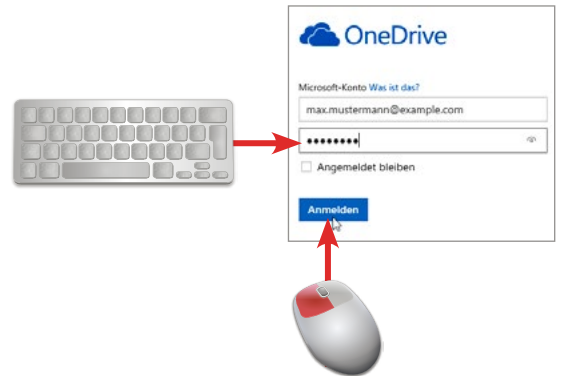 OneDrive
Microsoft-Konto Was ist das?
max.mustermann@example.com
••••••••
Angemeldet bleiben
Anmelden